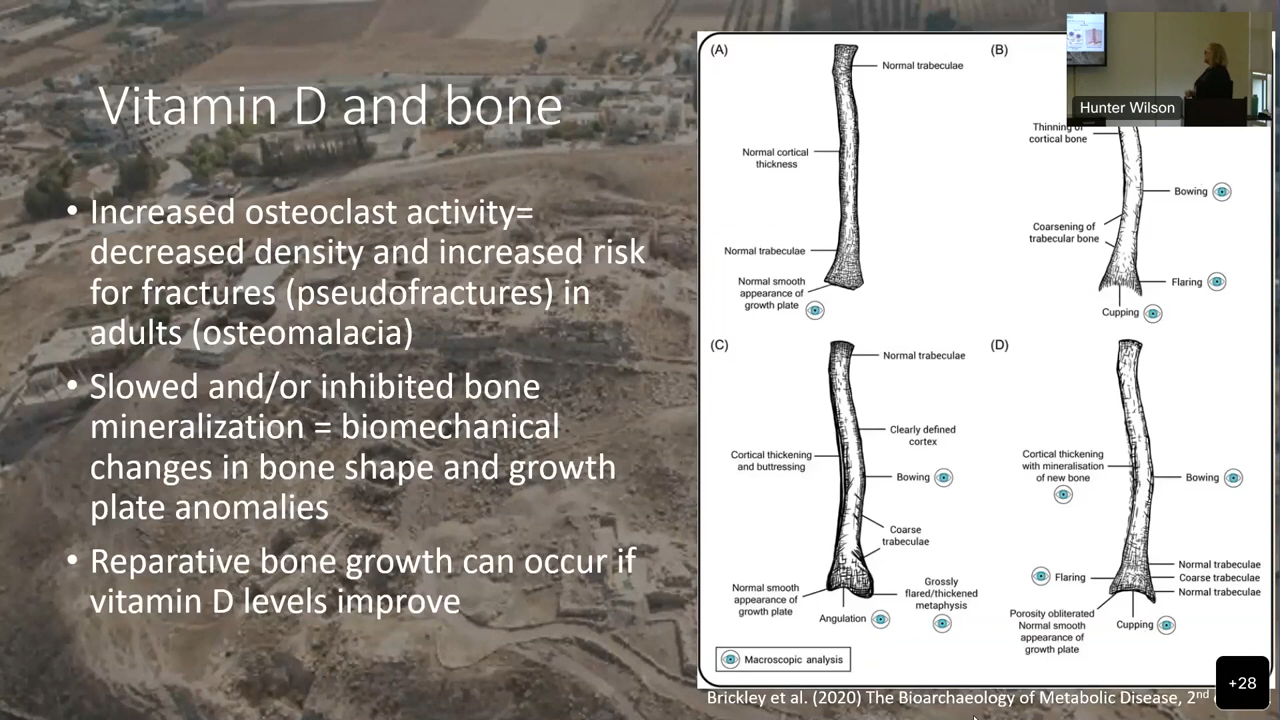 Vitamin D and bone
• Increased osteoclast activity=
decreased density and increased risk
for fractures (pseudofractures) in
adults (osteomalacia)
• Slowed and/or inhibited bone
mineralization = biomechanical
changes in bone shape and growth
plate anomalies
• Reparative bone growth can occur if
vitamin D levels improve
(A)
Normal trabeculae
Normal cortical
thickness
Normal trabeculae
Normal smooth
appearance of
growth plate
(B)
Hunter Wilson
Thinning of
cortical bone
Bowing
Coarsening of
trabecular bone
Flaring
Cupping
(C)
Normal trabeculae
Clearly defined
cortex
Cortical thickening
and buttressing
Bowing
Coarse
trabeculae
Normal smooth
appearance of
growth plate
Grossly
flared/thickened
metaphysis
Angulation
Macroscopic analysis
(D)
Cortical thickening
with mineralisation
of new bone
Bowing
Normal trabeculae
Flaring
Coarse trabeculae
Normal trabeculae
Porosity obliterated
Normal smooth
appearance of
growth plate
Cupping
+28
Brickley et al. (2020) The Bioarchaeology of Metabolic Disease, 2nd